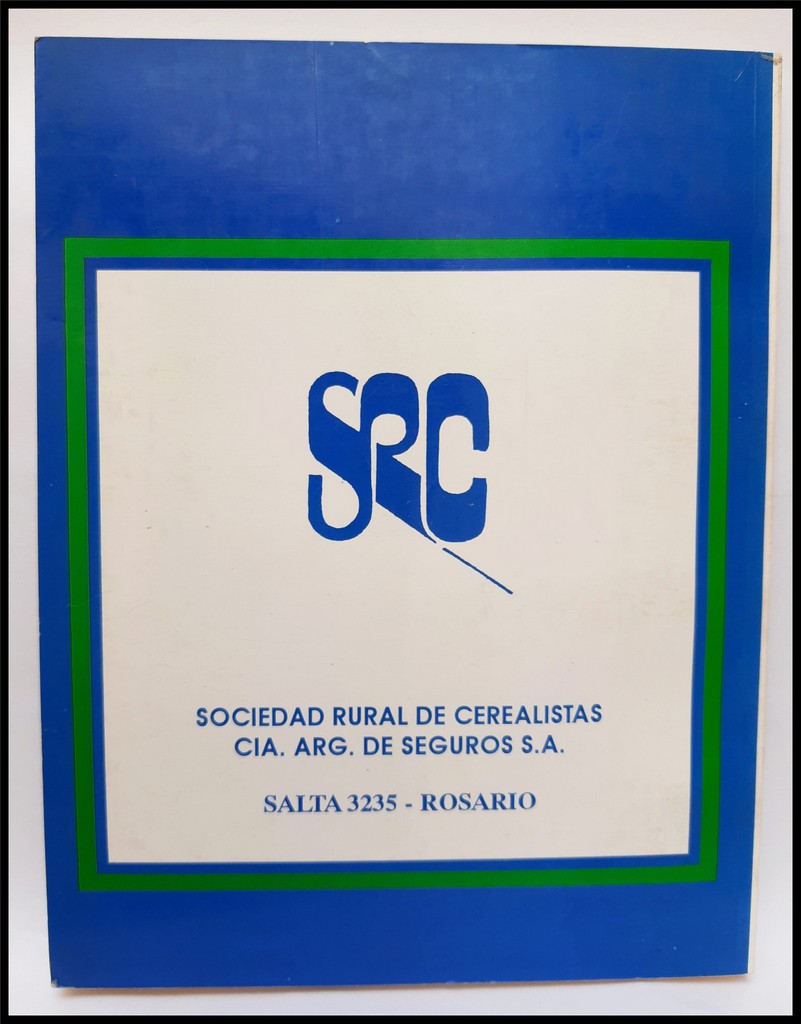 SRC
SOCIEDAD RURAL DE CEREALISTAS
CIA. ARG. DE SEGUROS S.A.
SALTA 3235 - ROSARIO